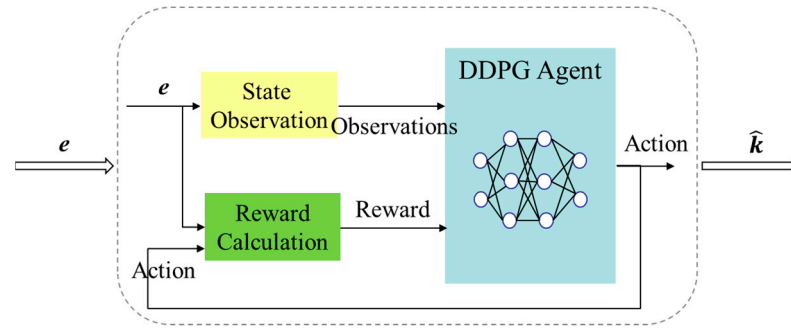 e
e
State
Observation
Observations
DDPG Agent
Action
k̂
Reward
Calculation
Reward
Action